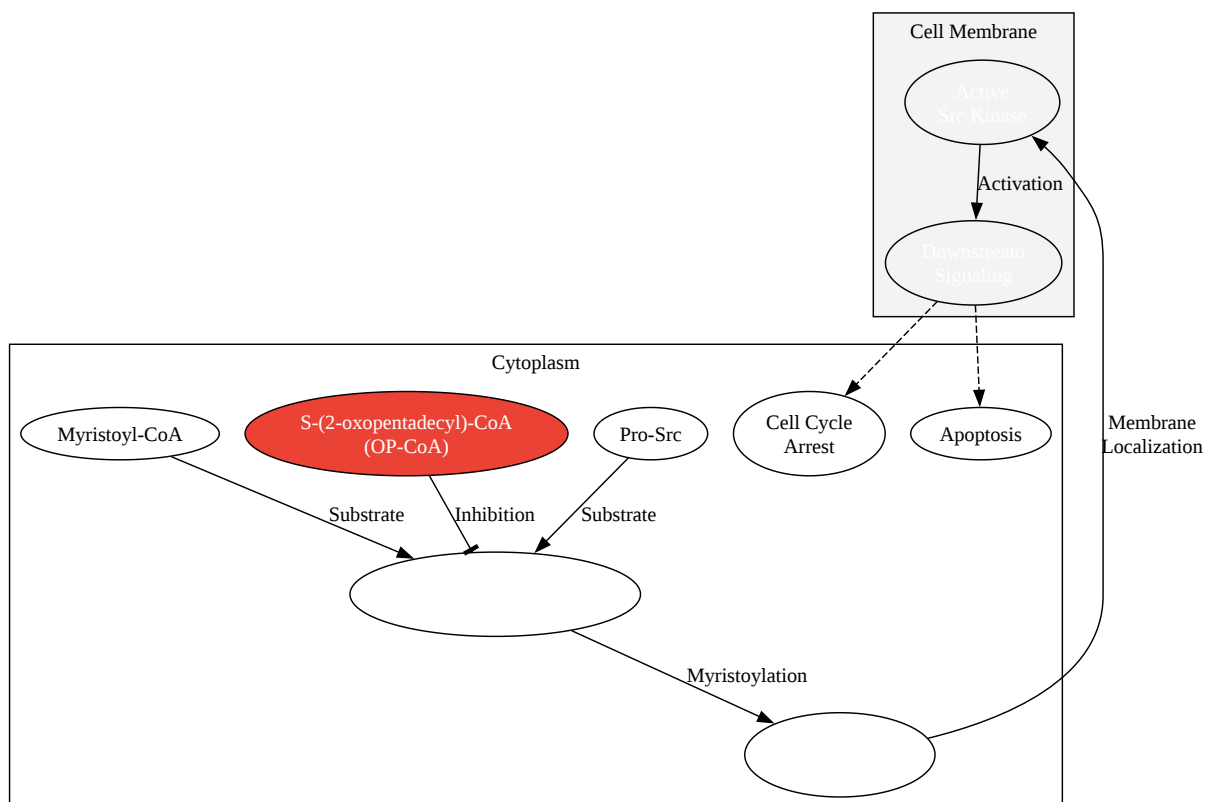 Cell Membrane
Active
Src Kinase
Activation
Downstream
Signaling
Cytoplasm
Myristoyl-CoA
S-(2-oxopentadecyl)-CoA
(OP-CoA)
Pro-Src
Cell Cycle
Arrest
Apoptosis
Membrane
Localization
Substrate
Inhibition
Substrate
Myristoylation